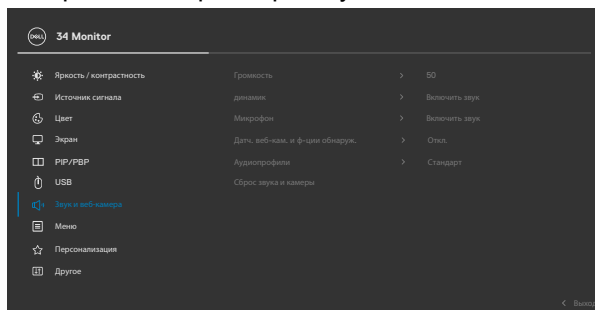 DELL 34 Monitor
Яркость / контрастность Громкость > 50
Источник сигнала динамик > Включить звук
Цвет Микрофон > Включить звук
Экран Датч. веб-кам. и ф-ции обнаруж. > Откл.
PIP/PBP Аудиопрофили > Стандарт
USB Сброс звука и камеры
Звук и веб-камера
Меню
Персонализация
Другое
< Выход